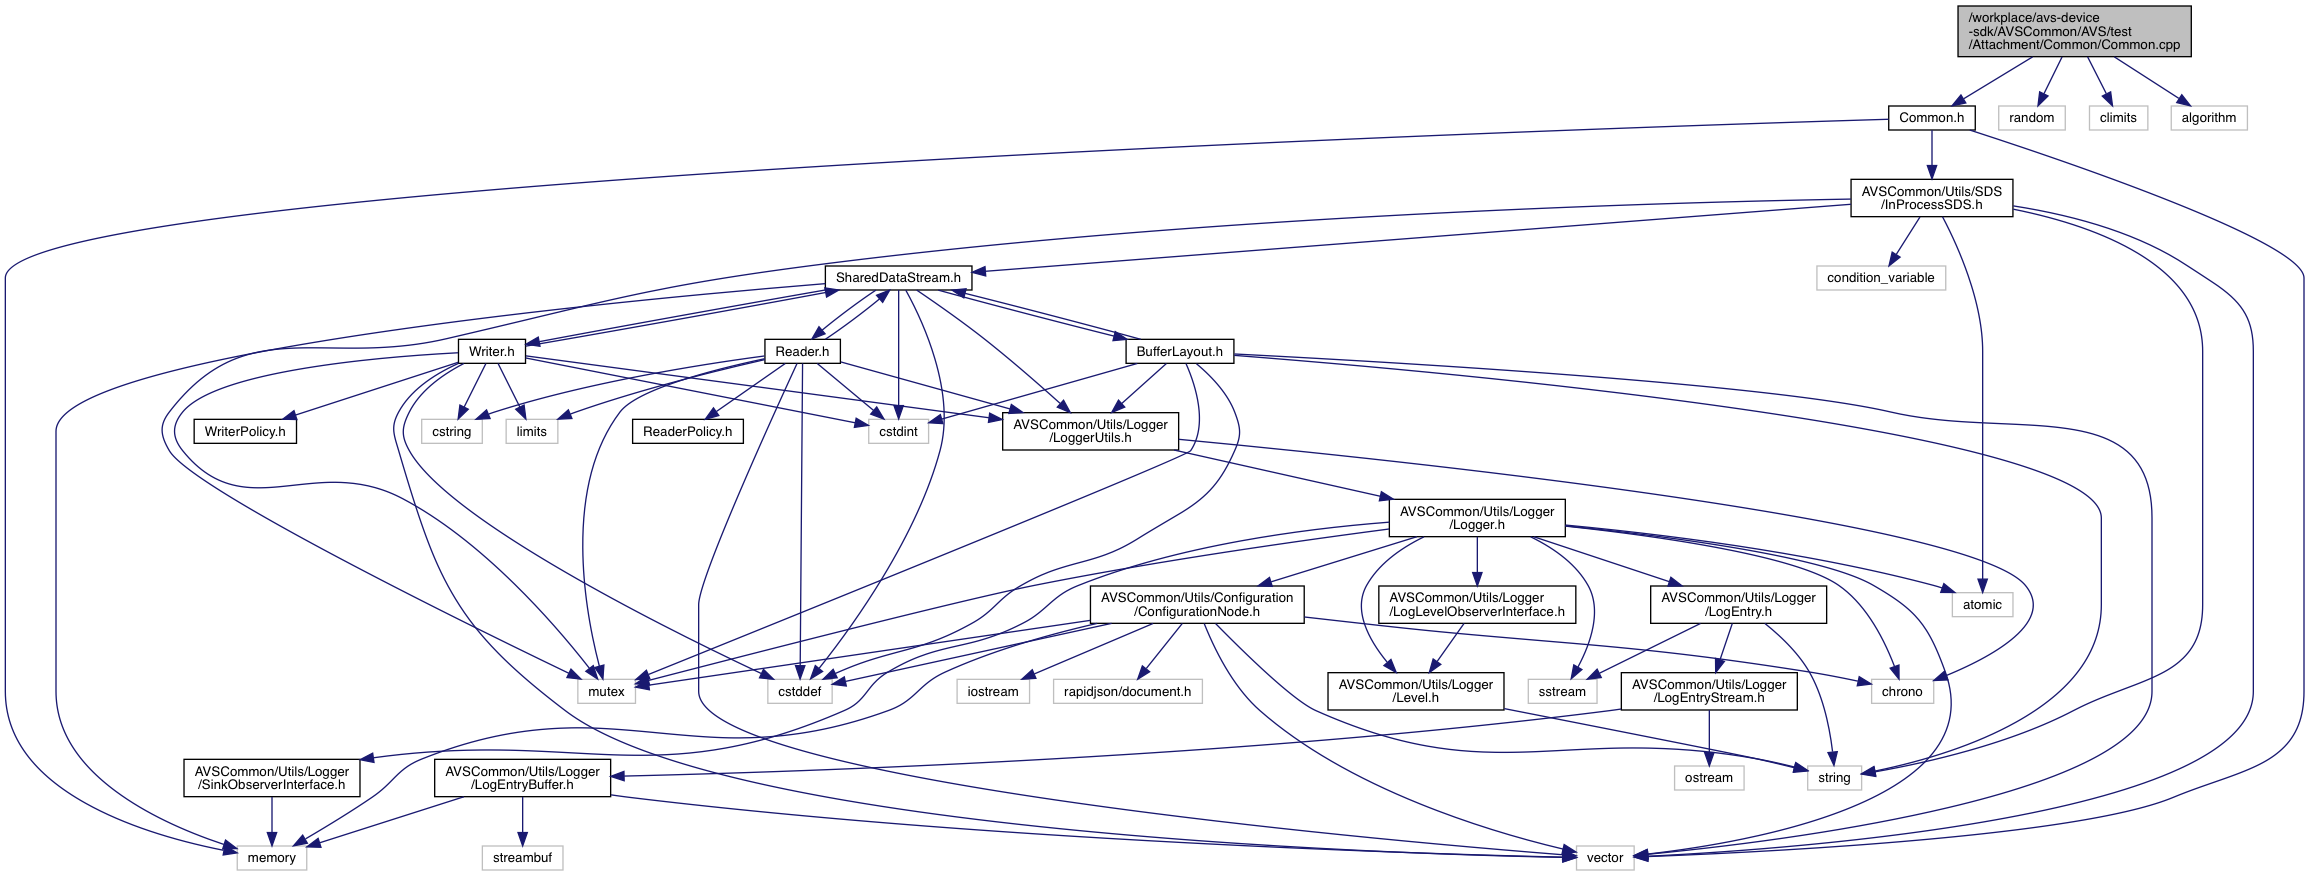 /workplace/avs-device
-sdk/AVSCommon/AVS/test
/Attachment/Common/Common.cpp
Common.h
random
climits
algorithm
AVSCommon/Utils/SDS
/InProcessSDS.h
SharedDataStream.h
condition_variable
Writer.h
Reader.h
BufferLayout.h
WriterPolicy.h
cstring
limits
ReaderPolicy.h
cstdint
AVSCommon/Utils/Logger
/LoggerUtils.h
AVSCommon/Utils/Logger
/Logger.h
AVSCommon/Utils/Configuration
/ConfigurationNode.h
AVSCommon/Utils/Logger
/LogLevelObserverInterface.h
AVSCommon/Utils/Logger
/LogEntry.h
atomic
mutex
cstddef
iostream
rapidjson/document.h
AVSCommon/Utils/Logger
/Level.h
sstream
AVSCommon/Utils/Logger
/LogEntryStream.h
chrono
AVSCommon/Utils/Logger
/SinkObserverInterface.h
AVSCommon/Utils/Logger
/LogEntryBuffer.h
ostream
string
memory
streambuf
vector